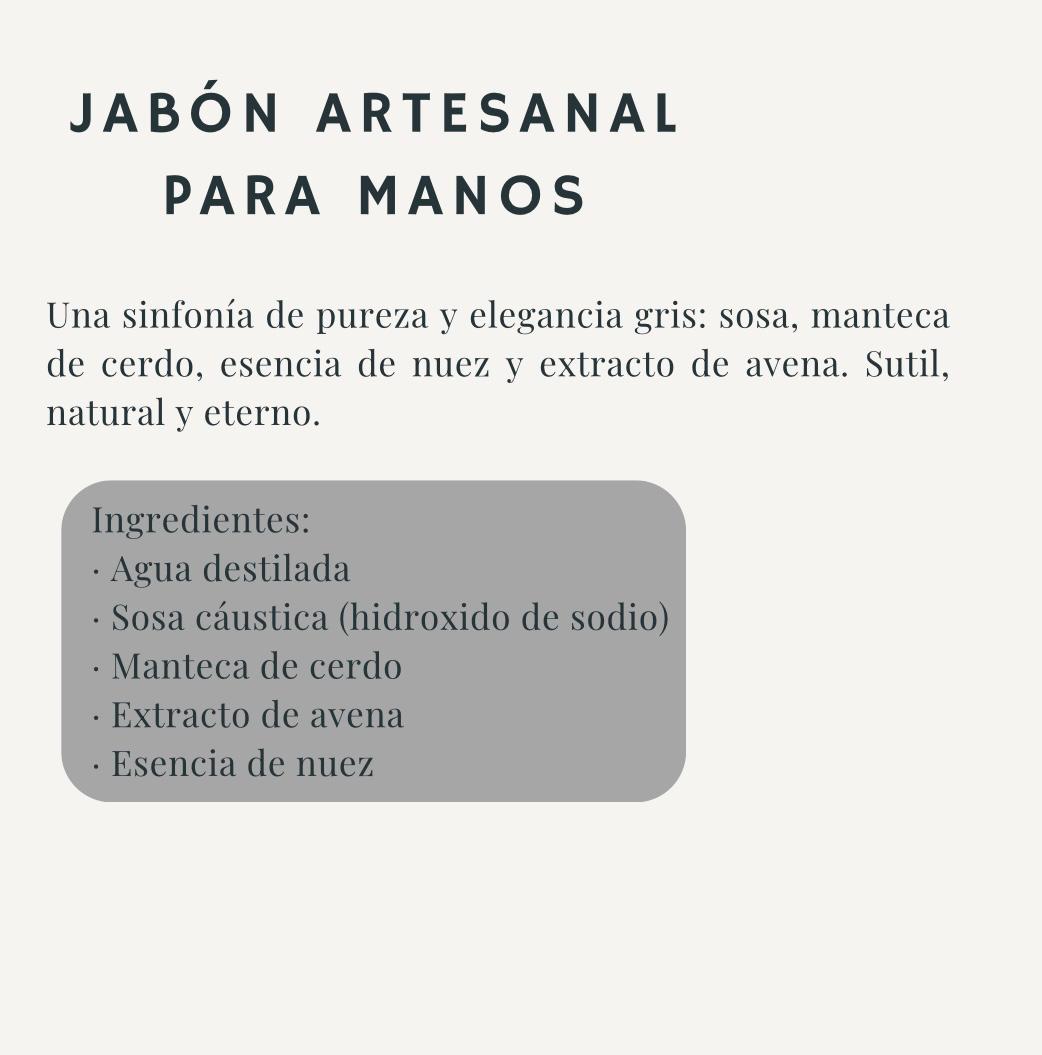 JABÓN ARTESANAL
PARA MANOS
Una sinfonía de pureza y elegancia gris: sosa, manteca
de cerdo, esencia de nuez y extracto de avena. Sutil,
natural y eterno.
Ingredientes:
· Agua destilada
· Sosa cáustica (hidroxido de sodio)
· Manteca de cerdo
· Extracto de avena
· Esencia de nuez